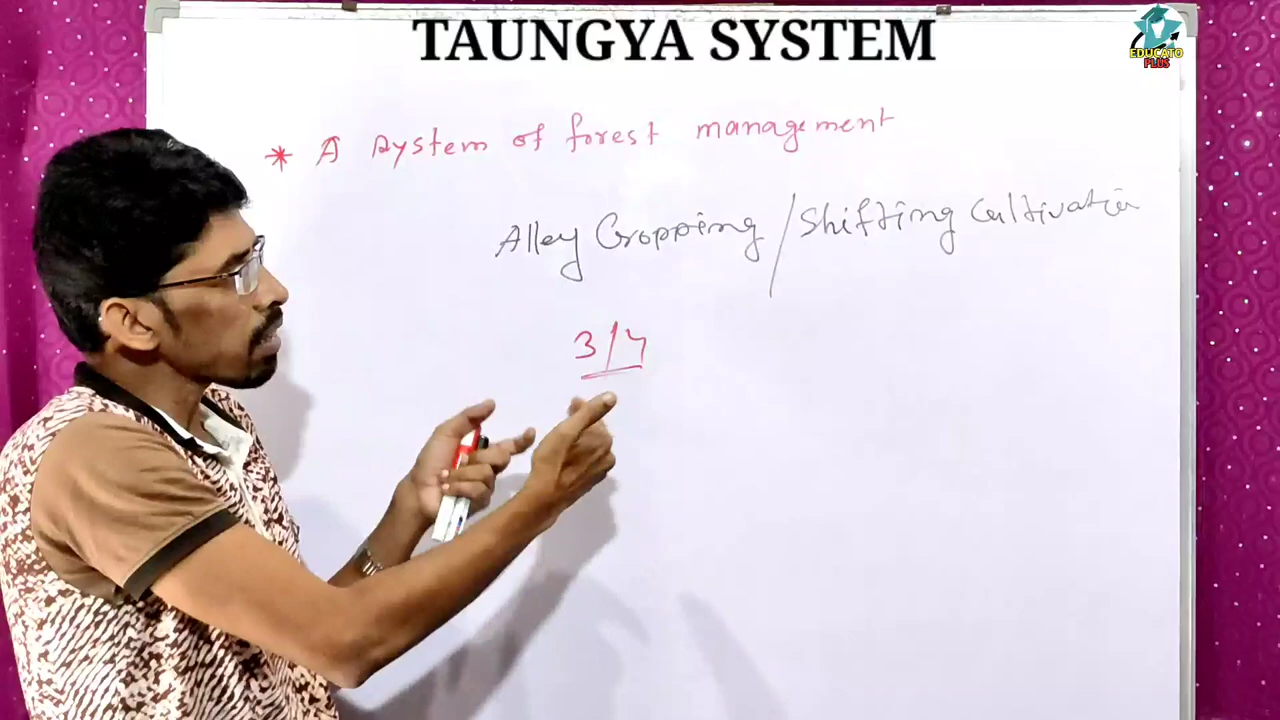 TAUNGYA SYSTEM
EDUCATO
PLUS
* A system of forest management
Alley Cropping / Shifting Cultivation
3/4